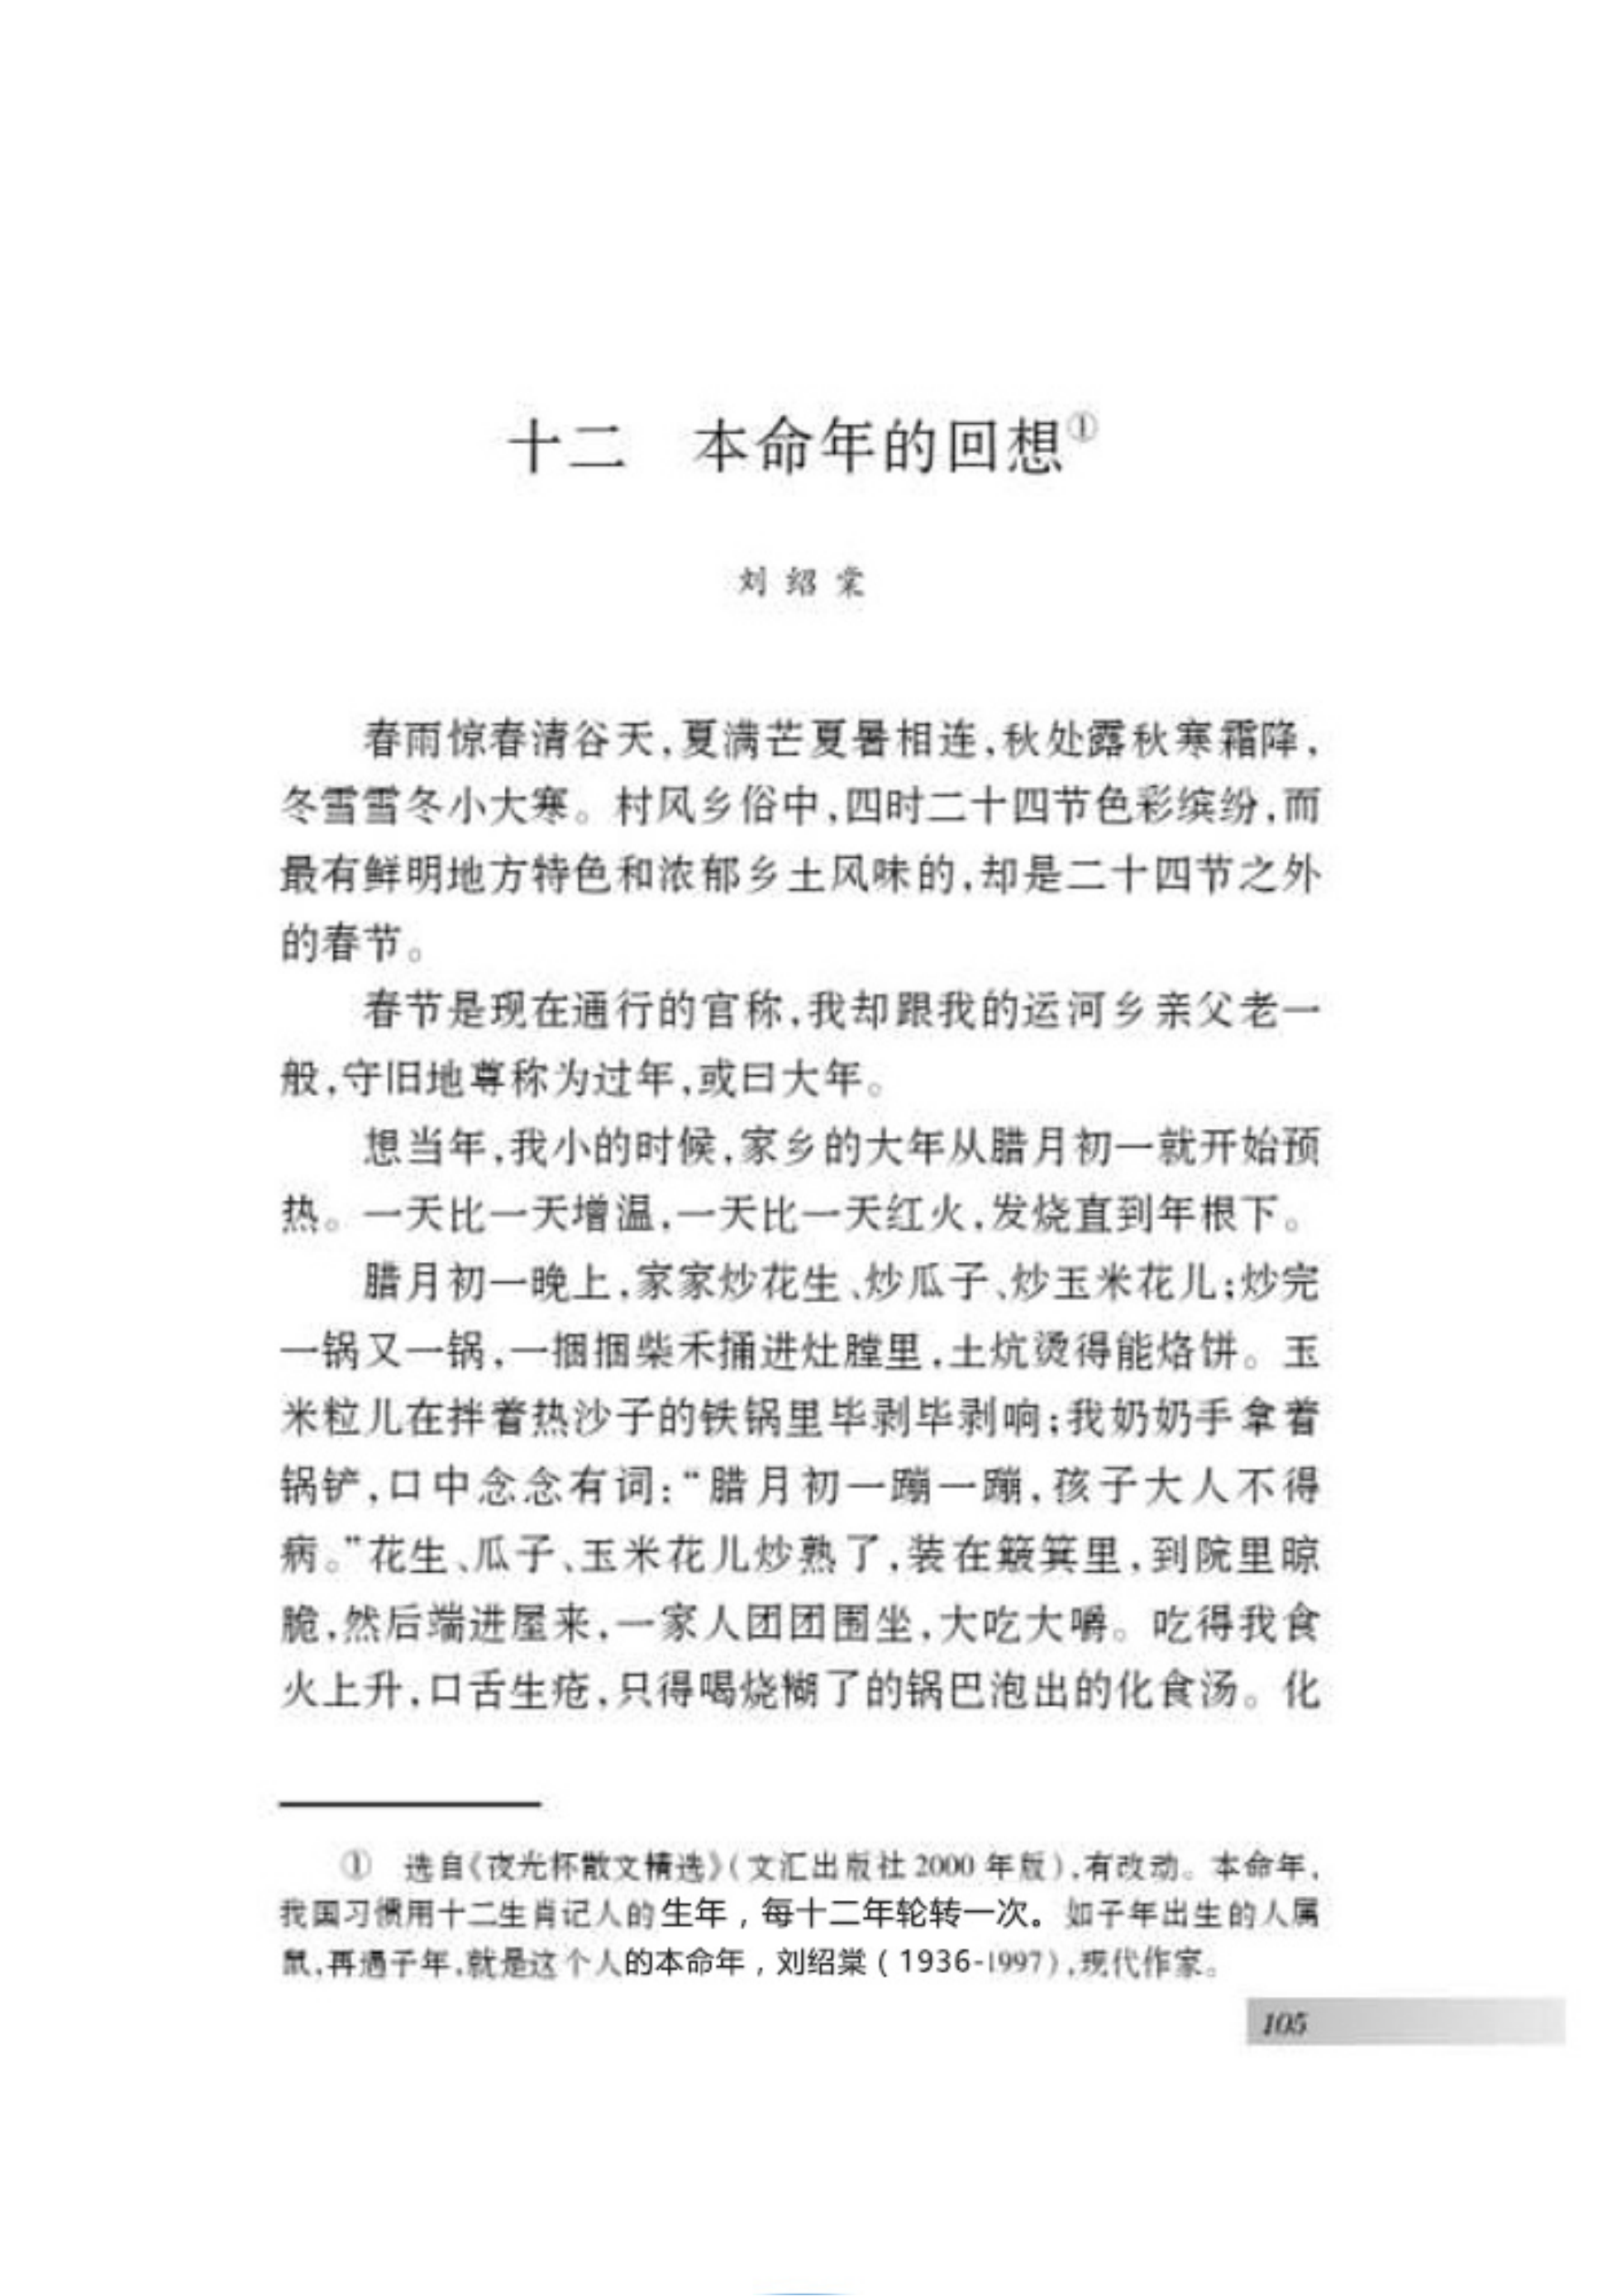 十二 本命年的回想①
刘绍棠
春雨惊春清谷天,夏满芒夏暑相连,秋处露秋寒霜降,
冬雪雪冬小大寒。村风乡俗中,四时二十四节色彩缤纷,而
最有鲜明地方特色和浓郁乡土风味的,却是二十四节之外
的春节。
春节是现在通行的官称,我却跟我的运河乡亲父老一
般,守旧地尊称为过年,或曰大年。
想当年,我小的时候,家乡的大年从腊月初一就开始预
热。一天比一天增温,一天比一天红火,发烧直到年根下。
腊月初一晚上,家家炒花生、炒瓜子、炒玉米花儿;炒完
一锅又一锅,一捆捆柴禾捅进灶膛里,土炕烫得能烙饼。玉
米粒儿在拌着热沙子的铁锅里毕剥毕剥响;我奶奶手拿着
锅铲,口中念念有词:“腊月初一蹦一蹦,孩子大人不得
病。”花生、瓜子、玉米花儿炒熟了,装在簸箕里,到院里晾
脆,然后端进屋来,一家人团团围坐,大吃大嚼。吃得我食
火上升,口舌生疮,只得喝烧糊了的锅巴泡出的化食汤。化
① 选自《夜光杯散文精选》(文汇出版社2000年版),有改动。本命年,
我国习惯用十二生肖记人的生年，每十二年轮转一次。如子年出生的人属
鼠,再遇子年,就是这个人的本命年，刘绍棠（1936-1997),现代作家。
105